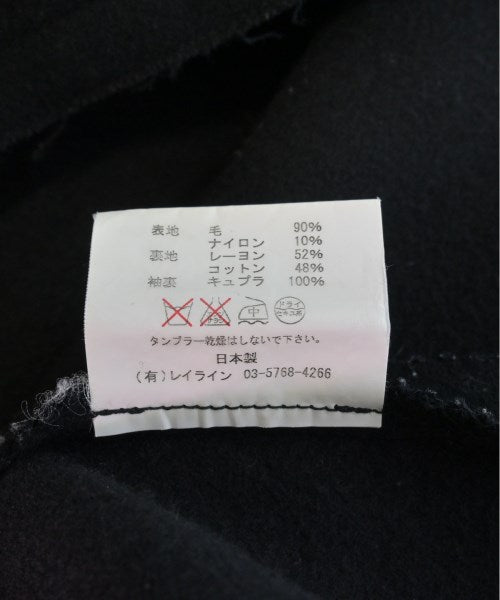 表地 毛 90%
ナイロン 10%
裏地 レーヨン 52%
コットン 48%
袖裏 キュプラ 100%
中 ドライ
タンブラー乾燥はしないで下さい。
日本製
(有)レイライン 03-5768-4266